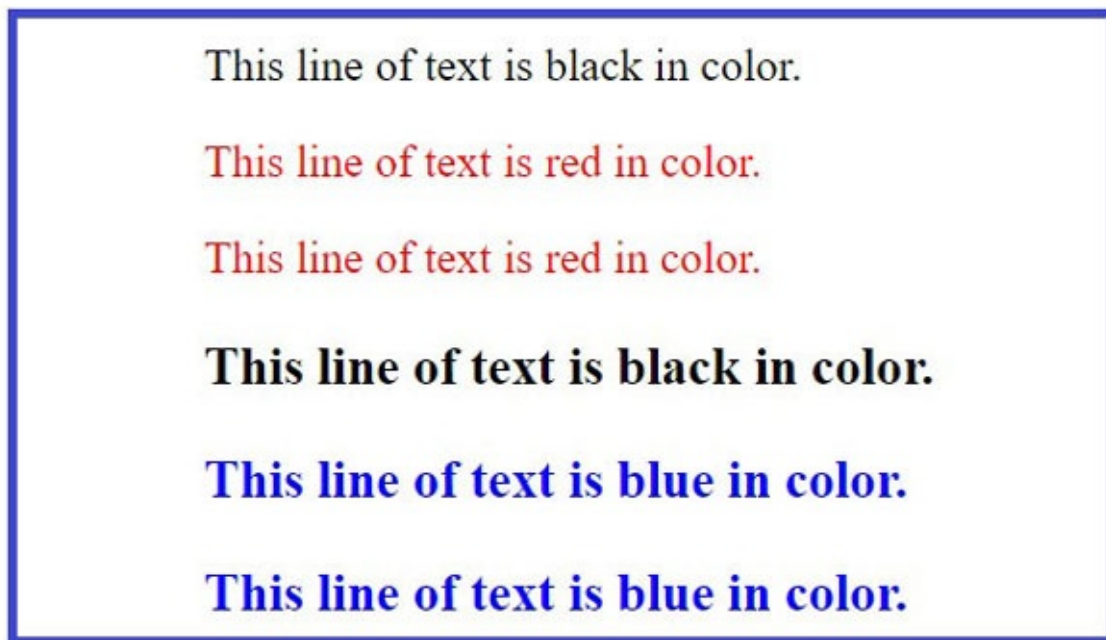 This line of text is black in color.
This line of text is red in color.
This line of text is red in color.
This line of text is black in color.
This line of text is blue in color.
This line of text is blue in color.